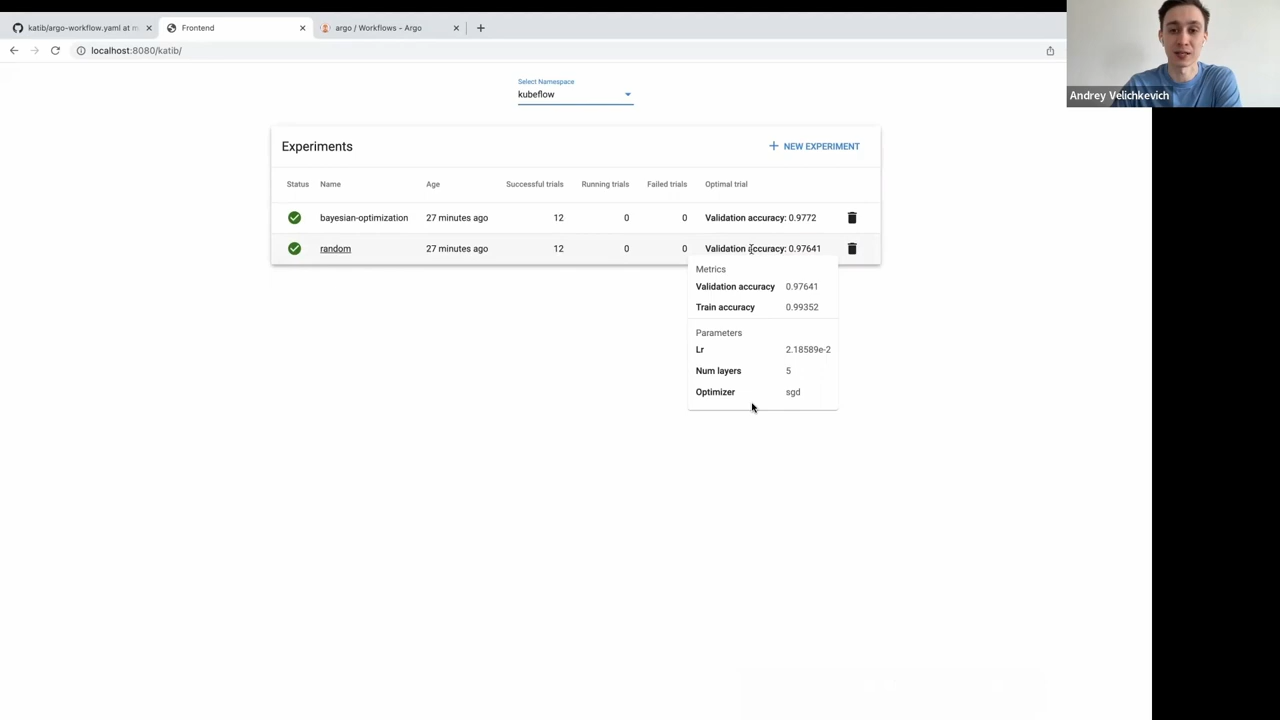 katib/argo-workflow.yaml at m
Frontend
argo / Workflows - Argo
localhost:8080/katib/
Andrey Velichkevich
Select Namespace
kubeflow
Experiments
NEW EXPERIMENT
Status Name Age Successful trials Running trials Failed trials Optimal trial
bayesian-optimization 27 minutes ago 12 0 0 Validation accuracy: 0.9772
random 27 minutes ago 12 0 0 Validation accuracy: 0.97641
Metrics
Validation accuracy 0.97641
Train accuracy 0.99352
Parameters
Lr 2.18589e-2
Num layers 5
Optimizer sgd